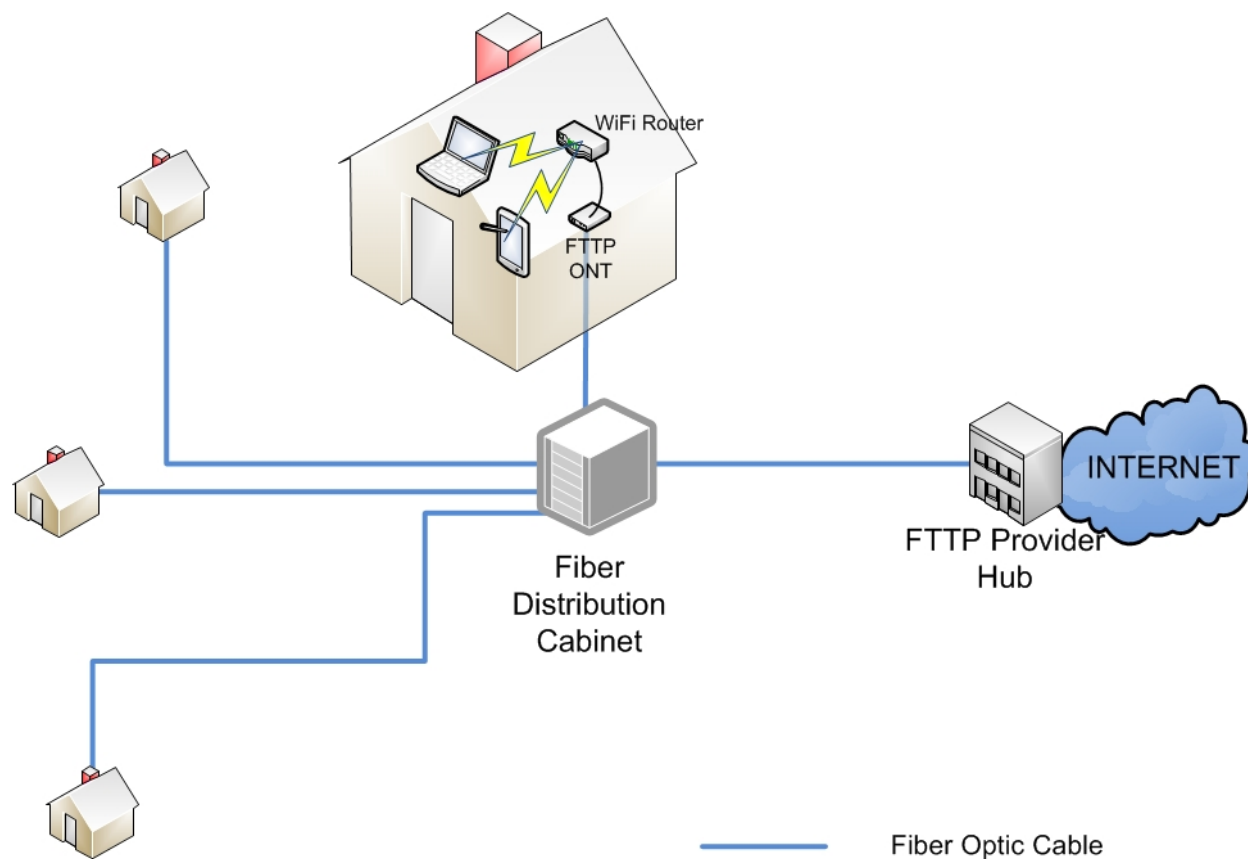 WiFi Router
FTTP
ONT
INTERNET
FTTP Provider
Hub
Fiber
Distribution
Cabinet
Fiber Optic Cable